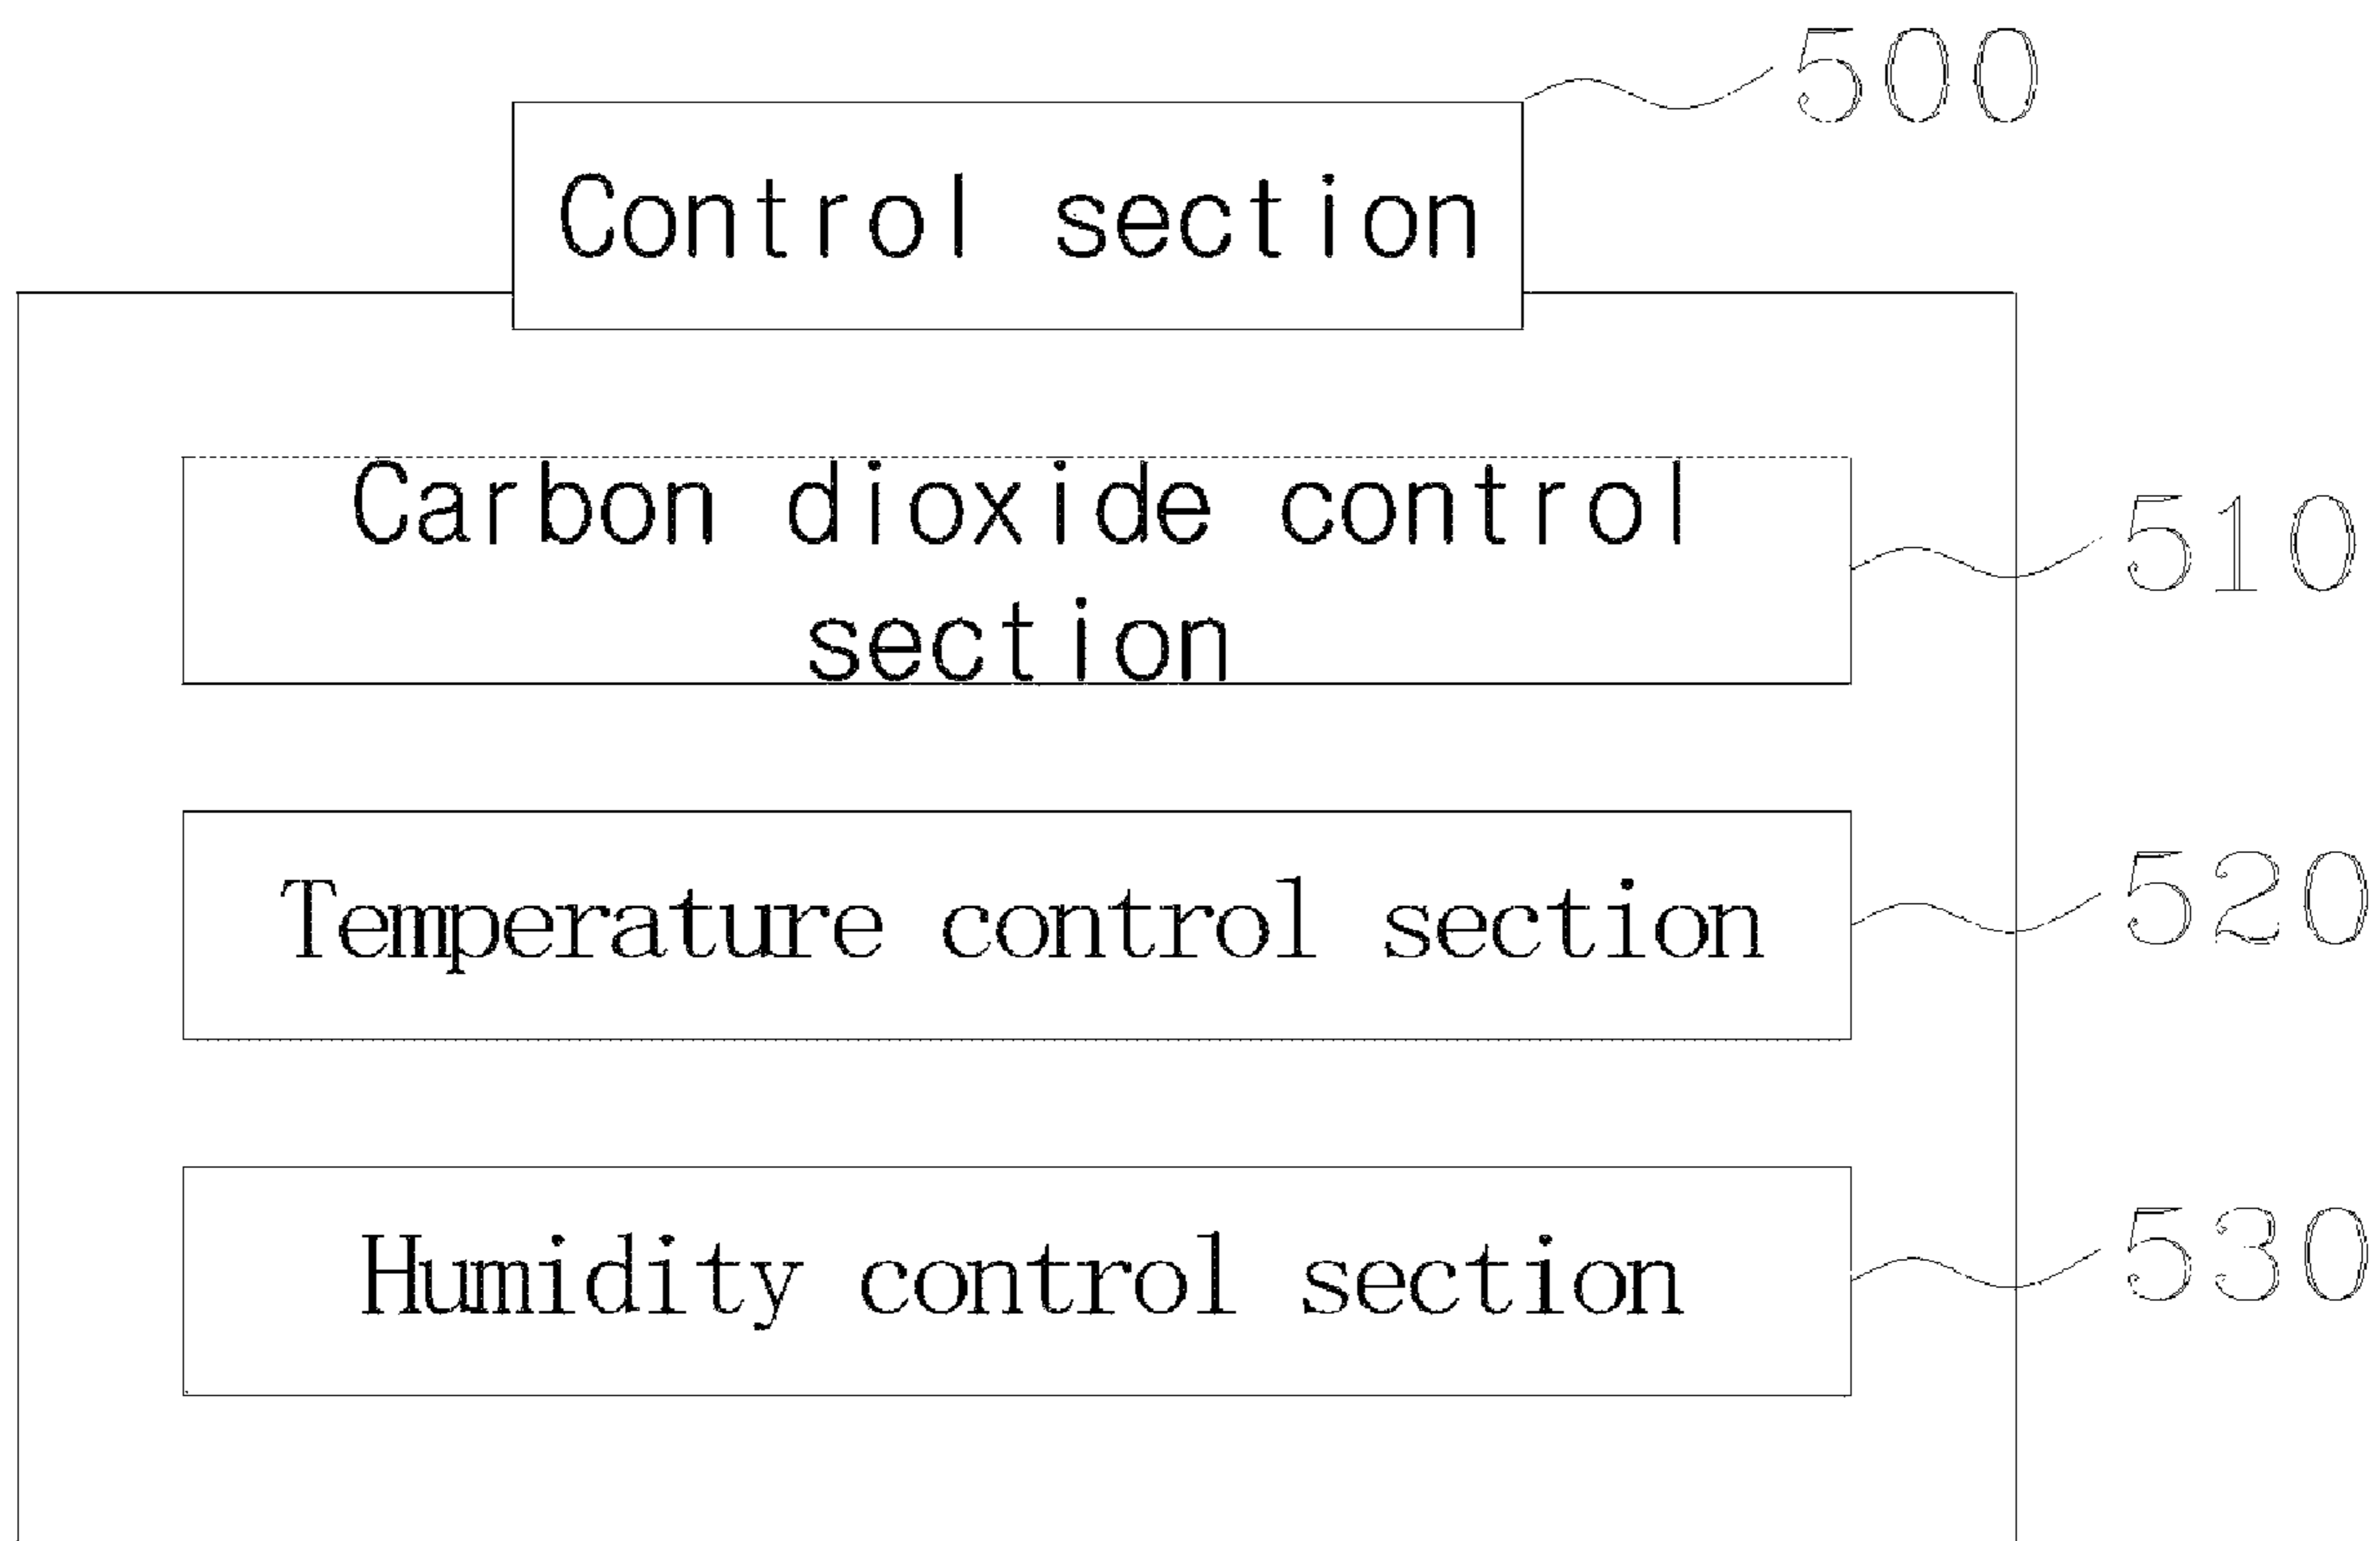 500
Control section
Carbon dioxide control
section
510
Temperature control section
520
Humidity control section
530